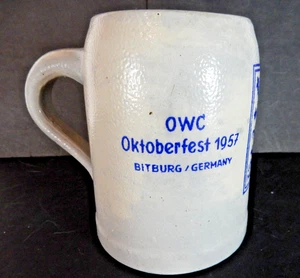 OWC
Oktoberfest 1957
BITBURG/GERMANY